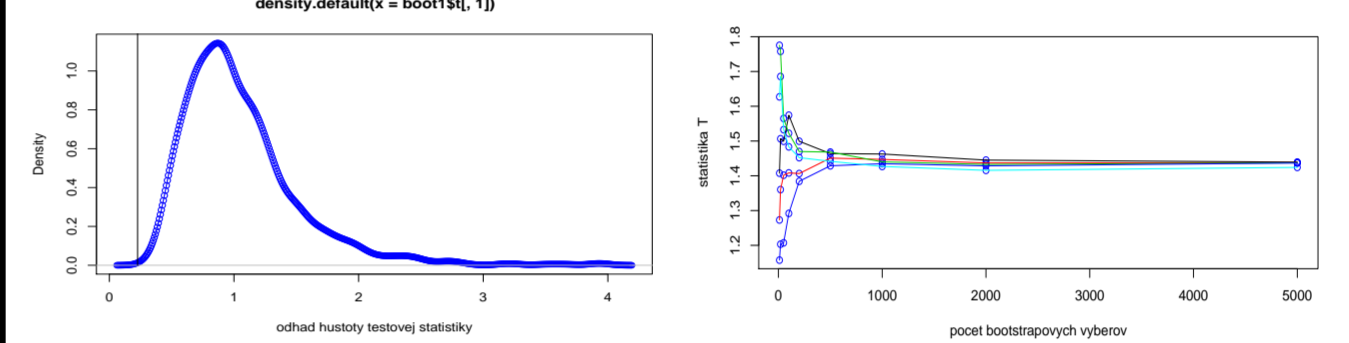 density.default(x = boot1$t[, 1])
Density
0.0 0.2 0.4 0.6 0.8 1.0
0 1 2 3 4
odhad hustoty testovej statistiky
statistika T
1.2 1.3 1.4 1.5 1.6 1.7 1.8
0 1000 2000 3000 4000 5000
pocet bootstrapovych vyberov